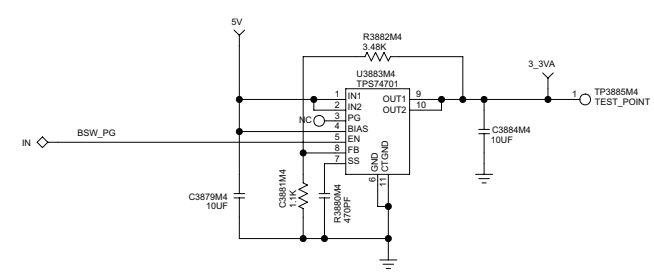 5V
R3882M4
3.48K
U3883M4
TPS74701
3_3VA
1 IN1
2 IN2
3 PG
4 BIAS
5 EN
8 FB
7 SS
OUT1 9
OUT2 10
GND
6
CTGND
11
NC
1
TP3885M4
TEST_POINT
C3884M4
10UF
IN
BSW_PG
C3879M4
10UF
C3881M4
1.1K
R3880M4
470PF